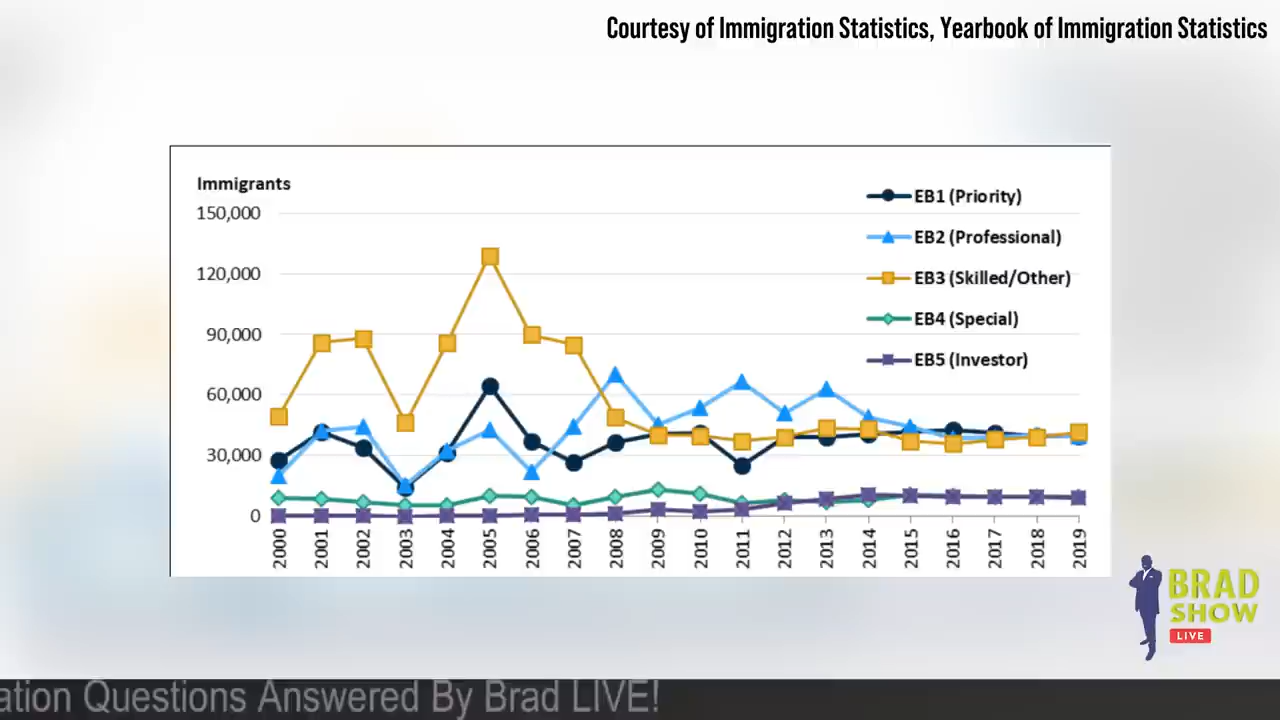 Courtesy of Immigration Statistics, Yearbook of Immigration Statistics
Immigrants
150,000
120,000
90,000
60,000
30,000
0
EB1 (Priority)
EB2 (Professional)
EB3 (Skilled/Other)
EB4 (Special)
EB5 (Investor)
2000
2001
2002
2003
2004
2005
2006
2007
2008
2009
2010
2011
2012
2013
2014
2015
2016
2017
2018
2019
BRAD
SHOW
LIVE
ation Questions Answered By Brad LIVE!